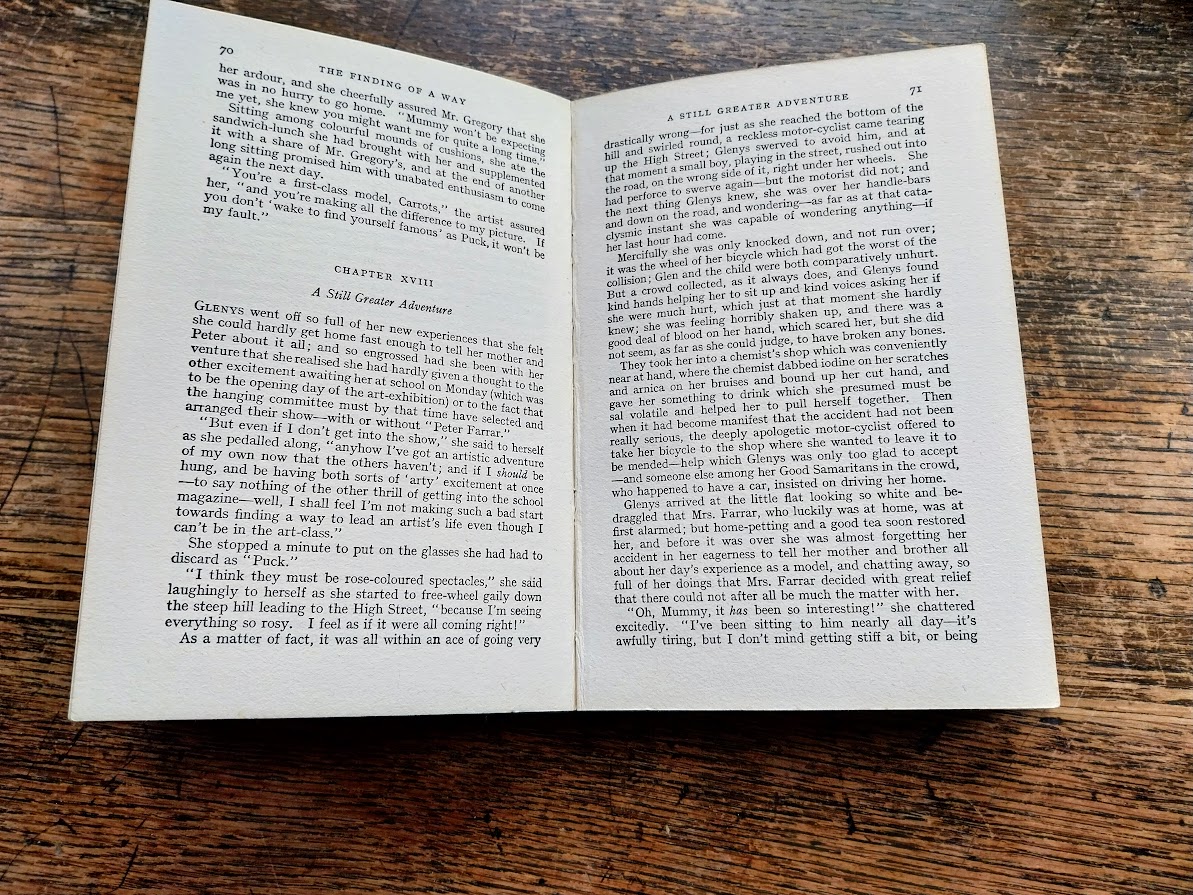 70
THE FINDING OF A WAY
her ardour, and she cheerfully assured Mr. Gregory that she
was in no hurry to go home. "Mummy won't be expecting
me yet, she knew you might want me for quite a long time."
Sitting among colourful mounds of cushions, she ate the
sandwich-lunch she had brought with her and supplemented
it with a share of Mr. Gregory's, and at the end of another
long sitting promised him with unabated enthusiasm to come
again the next day.
"You're a first-class model, Carrots," the artist assured
her, "and you're making all the difference to my picture. If
you don't 'wake to find yourself famous' as Puck, it won't be
my fault."
CHAPTER XVIII
A Still Greater Adventure
GLENYS went off so full of her new experiences that she felt
she could hardly get home fast enough to tell her mother and
Peter about it all; and so engrossed had she been with her
venture that she realised she had hardly given a thought to the
other excitement awaiting her at school on Monday (which was
to be the opening day of the art-exhibition) or to the fact that
the hanging committee must by that time have selected and
arranged their show—with or without "Peter Farrar."
"But even if I don't get into the show," she said to herself
as she pedalled along, "anyhow I've got an artistic adventure
of my own now that the others haven't; and if I should be
hung, and be having both sorts of 'arty' excitement at once
—to say nothing of the other thrill of getting into the school
magazine—well, I shall feel I'm not making such a bad start
towards finding a way to lead an artist's life even though I
can't be in the art-class."
She stopped a minute to put on the glasses she had had to
discard as "Puck."
"I think they must be rose-coloured spectacles," she said
laughingly to herself as she started to free-wheel gaily down
the steep hill leading to the High Street, "because I'm seeing
everything so rosy. I feel as if it were all coming right!"
As a matter of fact, it was all within an ace of going very
A STILL GREATER ADVENTURE
71
drastically wrong—for just as she reached the bottom of the
hill and swirled round, a reckless motor-cyclist came tearing
up the High Street; Glenys swerved to avoid him, and at
that moment a small boy, playing in the street, rushed out into
the road, on the wrong side of it, right under her wheels. She
had perforce to swerve again—but the motorist did not; and
the next thing Glenys knew, she was over her handle-bars
and down on the road, and wondering—as far as at that cata-
clysmic instant she was capable of wondering anything—if
her last hour had come.
Mercifully she was only knocked down, and not run over;
it was the wheel of her bicycle which had got the worst of the
collision; Glen and the child were both comparatively unhurt.
But a crowd collected, as it always does, and Glenys found
kind hands helping her to sit up and kind voices asking her if
she were much hurt, which just at that moment she hardly
knew; she was feeling horribly shaken up, and there was a
good deal of blood on her hand, which scared her, but she did
not seem, as far as she could judge, to have broken any bones.
They took her into a chemist's shop which was conveniently
near at hand, where the chemist dabbed iodine on her scratches
and arnica on her bruises and bound up her cut hand, and
gave her something to drink which she presumed must be
sal volatile and helped her to pull herself together. Then
when it had become manifest that the accident had not been
really serious, the deeply apologetic motor-cyclist offered to
take her bicycle to the shop where she wanted to leave it to
be mended—help which Glenys was only too glad to accept
—and someone else among her Good Samaritans in the crowd,
who happened to have a car, insisted on driving her home.
Glenys arrived at the little flat looking so white and be-
draggled that Mrs. Farrar, who luckily was at home, was at
first alarmed; but home-petting and a good tea soon restored
her, and before it was over she was almost forgetting her
accident in her eagerness to tell her mother and brother all
about her day's experience as a model, and chatting away, so
full of her doings that Mrs. Farrar decided with great relief
that there could not after all be much the matter with her.
"Oh, Mummy, it has been so interesting!" she chattered
excitedly. "I've been sitting to him nearly all day—it's
awfully tiring, but I don't mind getting stiff a bit, or being